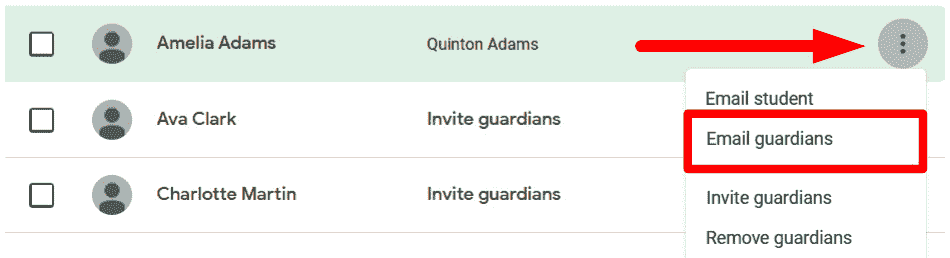 Amelia Adams
Quinton Adams
Email student
Ava Clark
Invite guardians
Email guardians
Charlotte Martin
Invite guardians
Invite guardians
Remove guardians